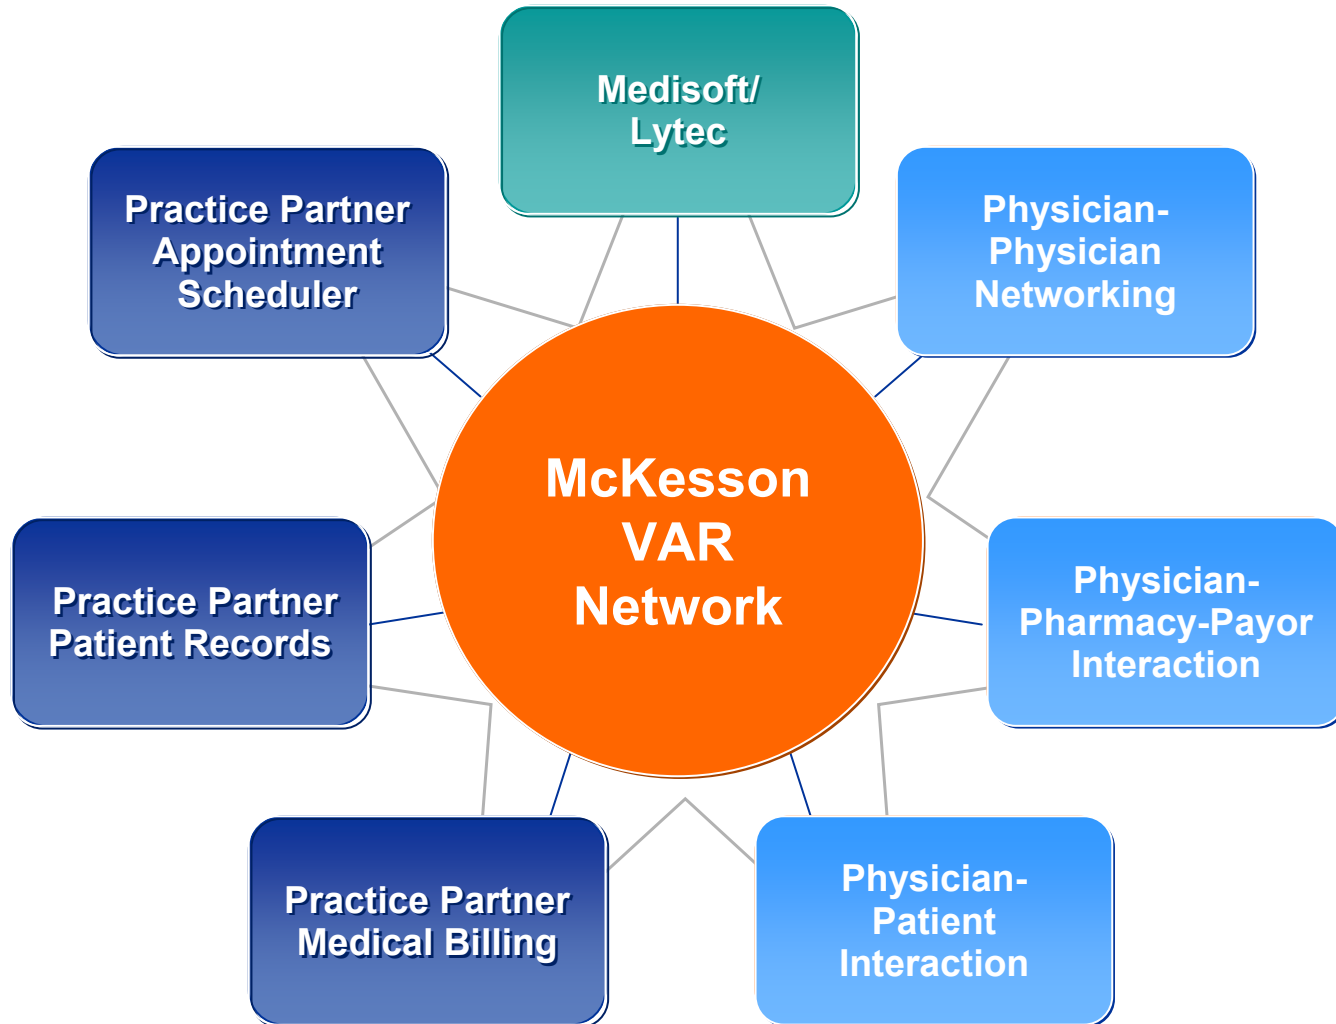 Medisoft/
Lytec
Practice Partner
Appointment
Scheduler
Physician-
Physician
Networking
McKesson
VAR
Network
Practice Partner
Patient Records
Physician-
Pharmacy-Payor
Interaction
Practice Partner
Medical Billing
Physician-
Patient
Interaction